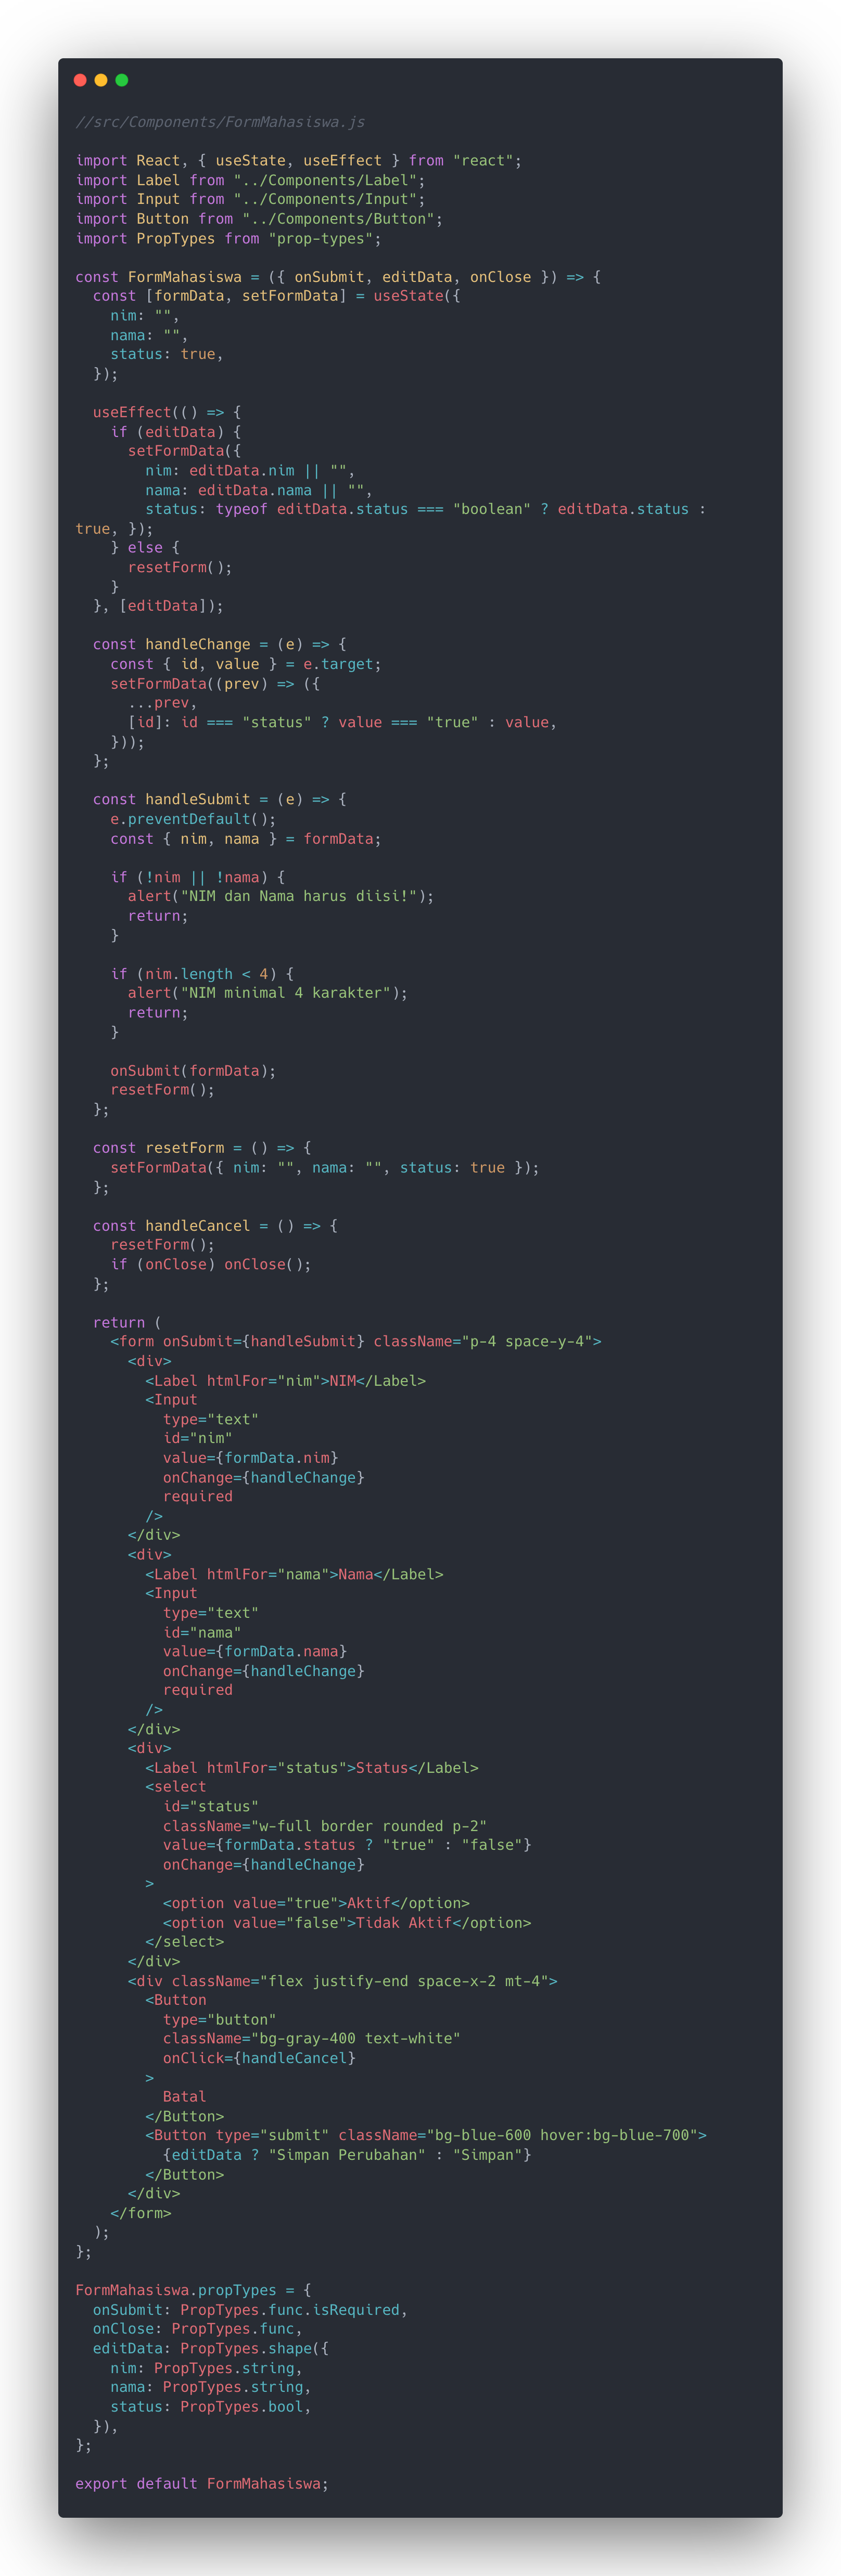 //src/Components/FormMahasiswa.js

import React, { useState, useEffect } from "react";
import Label from "../Components/Label";
import Input from "../Components/Input";
import Button from "../Components/Button";
import PropTypes from "prop-types";

const FormMahasiswa = ({ onSubmit, editData, onClose }) => {
  const [formData, setFormData] = useState({
    nim: "",
    nama: "",
    status: true,
  });

  useEffect(() => {
    if (editData) {
      setFormData({
        nim: editData.nim || "",
        nama: editData.nama || "",
        status: typeof editData.status === "boolean" ? editData.status :
true, });
    } else {
      resetForm();
    }
  }, [editData]);

  const handleChange = (e) => {
    const { id, value } = e.target;
    setFormData((prev) => ({
      ...prev,
      [id]: id === "status" ? value === "true" : value,
    }));
  };

  const handleSubmit = (e) => {
    e.preventDefault();
    const { nim, nama } = formData;

    if (!nim || !nama) {
      alert("NIM dan Nama harus diisi!");
      return;
    }

    if (nim.length < 4) {
      alert("NIM minimal 4 karakter");
      return;
    }

    onSubmit(formData);
    resetForm();
  };

  const resetForm = () => {
    setFormData({ nim: "", nama: "", status: true });
  };

  const handleCancel = () => {
    resetForm();
    if (onClose) onClose();
  };

  return (
    <form onSubmit={handleSubmit} className="p-4 space-y-4">
      <div>
        <Label htmlFor="nim">NIM</Label>
        <Input
          type="text"
          id="nim"
          value={formData.nim}
          onChange={handleChange}
          required
        />
      </div>
      <div>
        <Label htmlFor="nama">Nama</Label>
        <Input
          type="text"
          id="nama"
          value={formData.nama}
          onChange={handleChange}
          required
        />
      </div>
      <div>
        <Label htmlFor="status">Status</Label>
        <select
          id="status"
          className="w-full border rounded p-2"
          value={formData.status ? "true" : "false"}
          onChange={handleChange}
        >
          <option value="true">Aktif</option>
          <option value="false">Tidak Aktif</option>
        </select>
      </div>
      <div className="flex justify-end space-x-2 mt-4">
        <Button
          type="button"
          className="bg-gray-400 text-white"
          onClick={handleCancel}
        >
          Batal
        </Button>
        <Button type="submit" className="bg-blue-600 hover:bg-blue-700">
          {editData ? "Simpan Perubahan" : "Simpan"}
        </Button>
      </div>
    </form>
  );
};

FormMahasiswa.propTypes = {
  onSubmit: PropTypes.func.isRequired,
  onClose: PropTypes.func,
  editData: PropTypes.shape({
    nim: PropTypes.string,
    nama: PropTypes.string,
    status: PropTypes.bool,
  }),
};

export default FormMahasiswa;